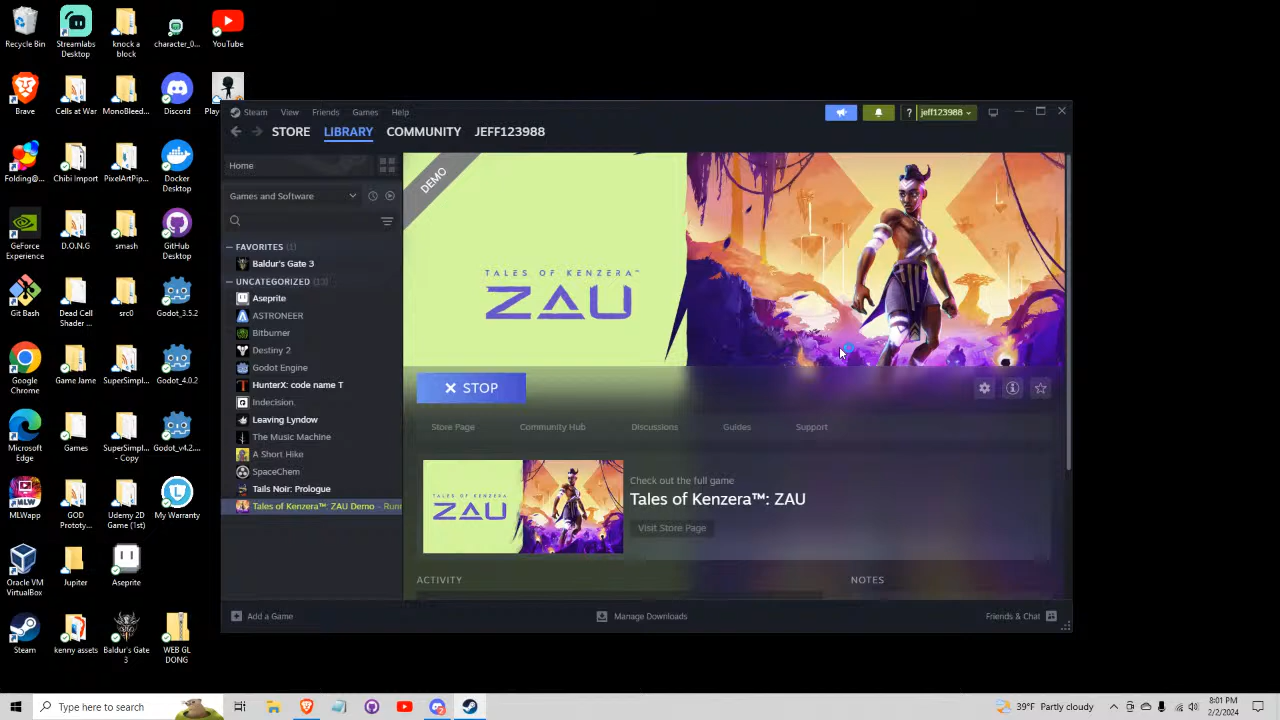 Recycle Bin
Streamlabs Desktop
knock a block
character_0...
YouTube
Brave
Cells at War
MonoBleed...
Discord
Folding@...
Chibi Import
PixelArtPip...
Docker Desktop
GeForce Experience
D.O.N.G
smash
GitHub Desktop
Git Bash
Dead Cell Shader ...
src0
Godot_3.5.2
Google Chrome
Game Jame
SuperSimpl...
Godot_4.0.2
Microsoft Edge
Games
SuperSimpl... - Copy
Godot_v4.2....
MLWapp
GOD Prototy...
Udemy 2D Game (1st)
My Warranty
Oracle VM VirtualBox
Jupiter
Aseprite
Steam
kenny assets
Baldur's Gate 3
WEB GL DONG
Steam View Friends Games Help
? jeff123988
STORE LIBRARY COMMUNITY JEFF123988
Home
Games and Software
FAVORITES (1)
Baldur's Gate 3
UNCATEGORIZED (13)
Aseprite
ASTRONEER
Bitburner
Destiny 2
Godot Engine
HunterX: code name T
Indecision.
Leaving Lyndow
The Music Machine
A Short Hike
SpaceChem
Tails Noir: Prologue
Tales of Kenzera™: ZAU Demo - Runn
DEMO
TALES OF KENZERA™
ZAU
STOP
Store Page Community Hub Discussions Guides Support
TALES OF KENZERA™
ZAU
Check out the full game
Tales of Kenzera™: ZAU
Visit Store Page
ACTIVITY
NOTES
Add a Game
Manage Downloads
Friends & Chat
Type here to search
39°F Partly cloudy
8:01 PM
2/2/2024